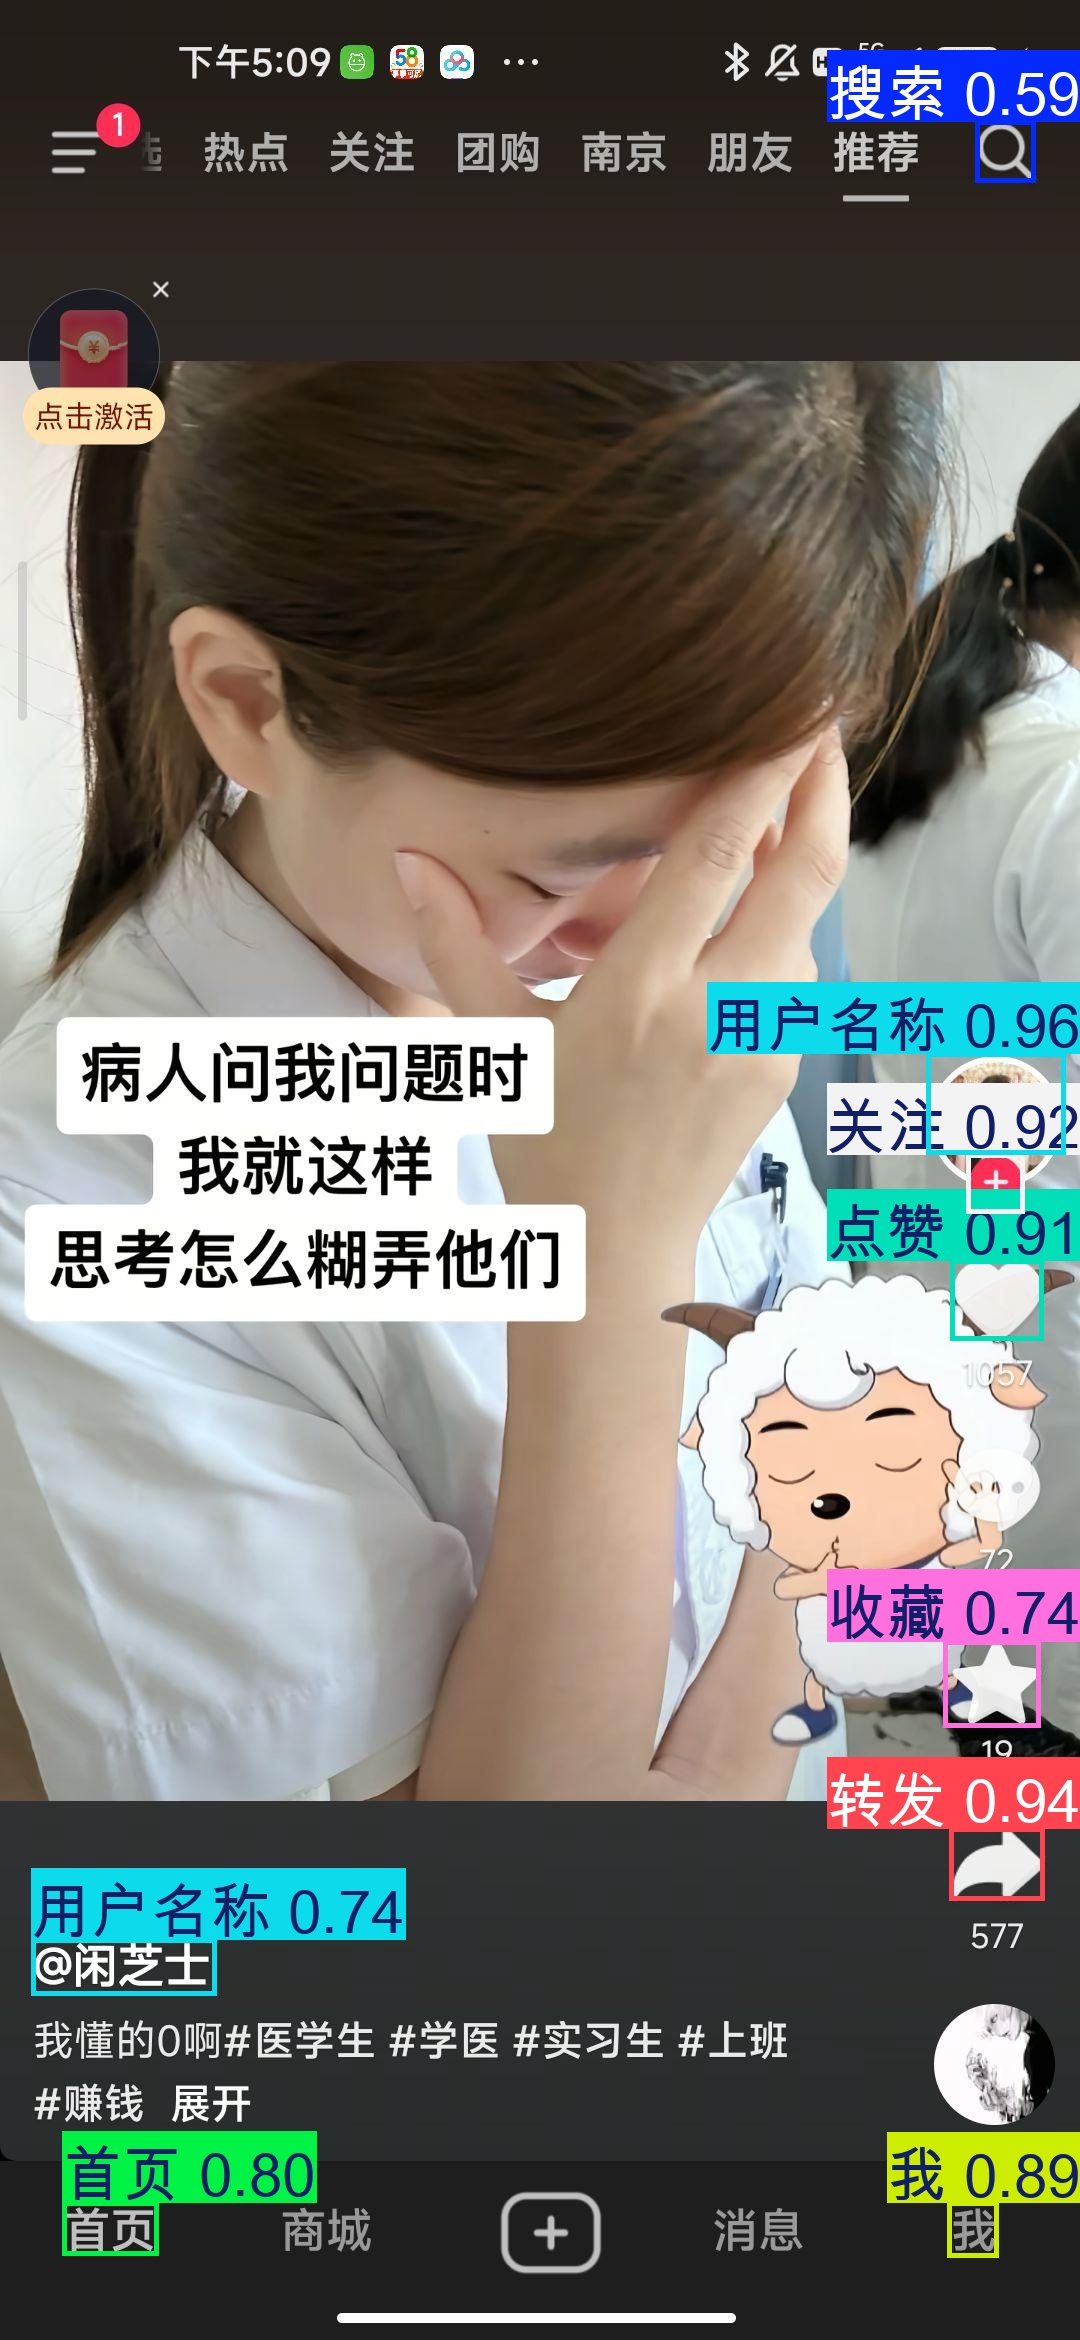 下午5:09
搜索 0.59
1
热点 关注 团购 南京 朋友 推荐
点击激活
用户名称 0.96
病人问我问题时
关注 0.92
我就这样
点赞 0.91
思考怎么糊弄他们
1057
72
收藏 0.74
19
转发 0.94
用户名称 0.74
577
@闲芝士
我懂的0啊#医学生 #学医 #实习生 #上班
#赚钱 展开
首页 0.80
我 0.89
首页 商城 消息 我